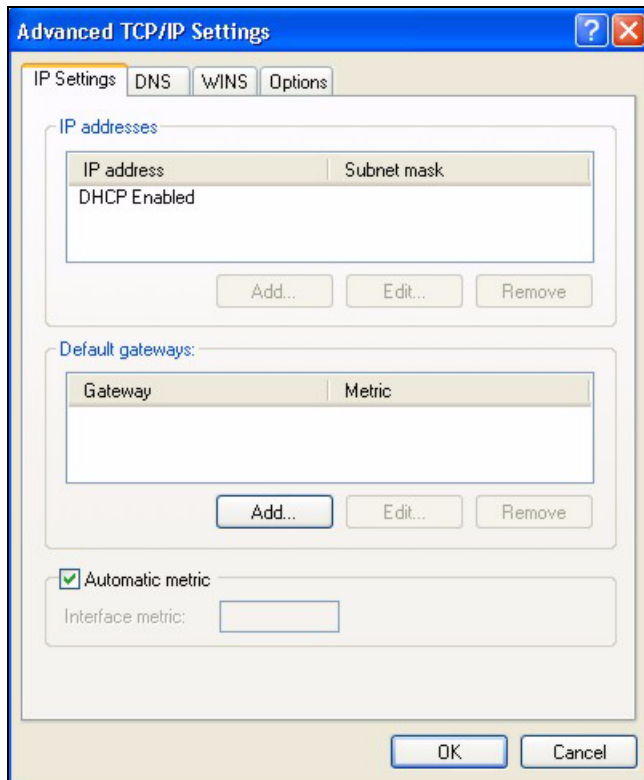 Advanced TCP/IP Settings
IP Settings DNS WINS Options
IP addresses
IP address Subnet mask
DHCP Enabled
Add... Edit... Remove
Default gateways:
Gateway Metric
Add... Edit... Remove
Automatic metric
Interface metric:
OK Cancel